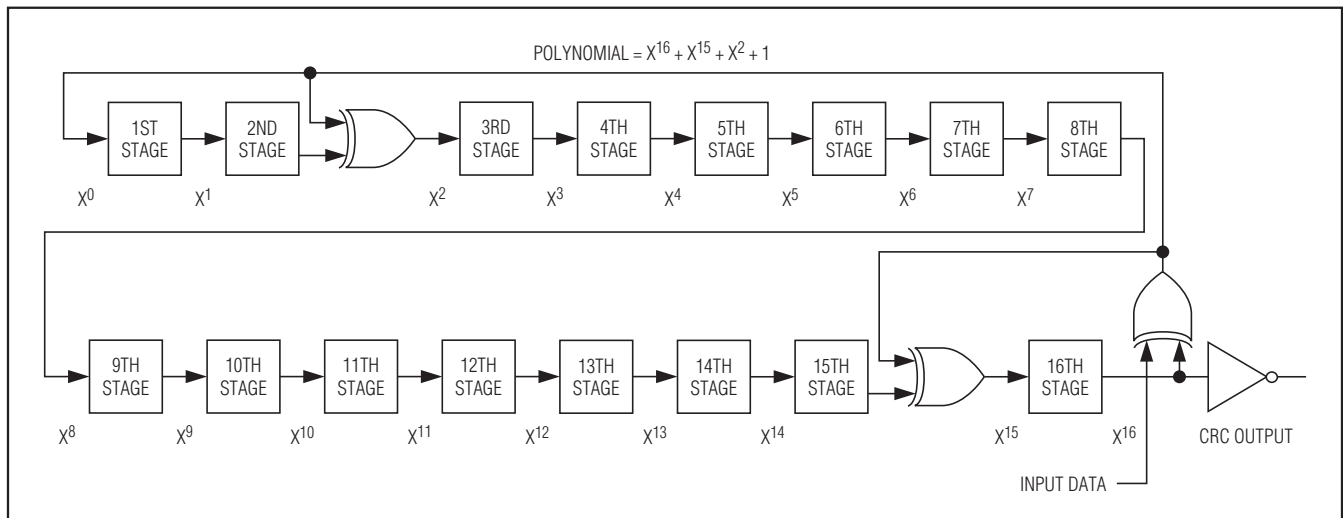 POLYNOMIAL = X16 + X15 + X2 + 1
1ST STAGE
2ND STAGE
3RD STAGE
4TH STAGE
5TH STAGE
6TH STAGE
7TH STAGE
8TH STAGE
X0 X1 X2 X3 X4 X5 X6 X7
9TH STAGE
10TH STAGE
11TH STAGE
12TH STAGE
13TH STAGE
14TH STAGE
15TH STAGE
16TH STAGE
X8 X9 X10 X11 X12 X13 X14 X15 X16 CRC OUTPUT
INPUT DATA